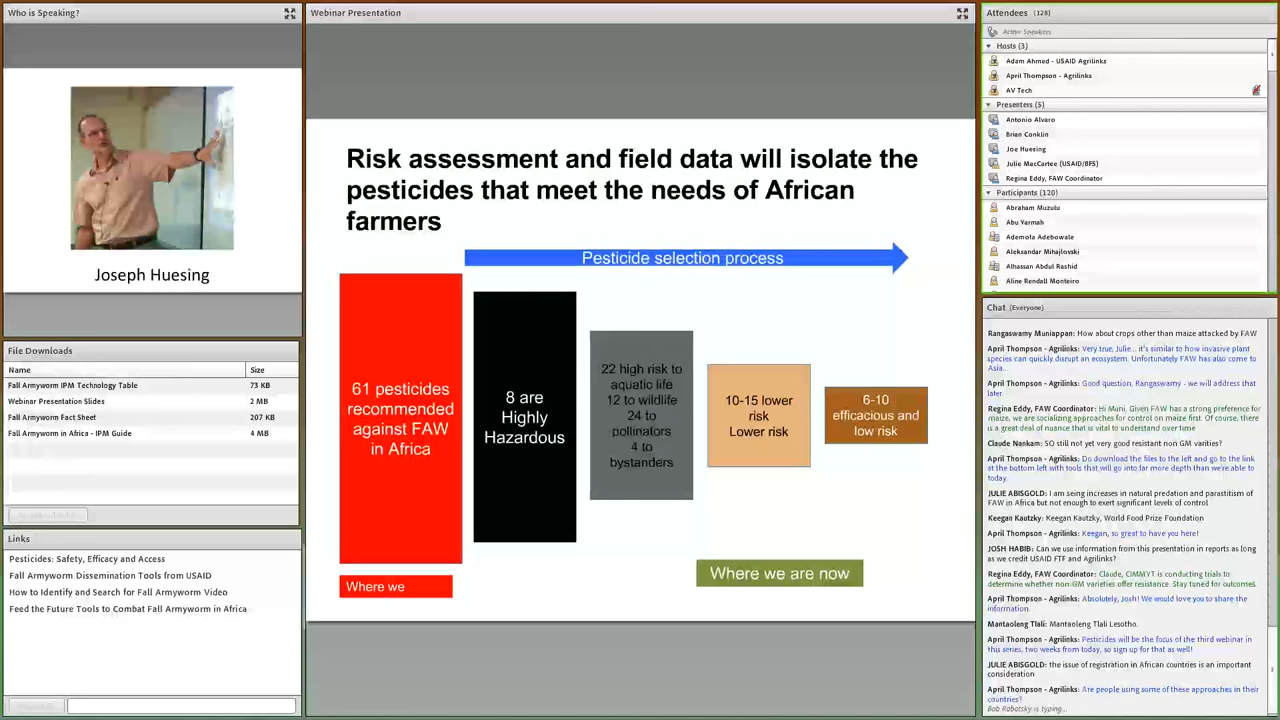 Who is Speaking?
Joseph Huesing
File Downloads
Name Size
Fall Armyworm IPM Technology Table 73 KB
Webinar Presentation Slides 2 MB
Fall Armyworm Fact Sheet 207 KB
Fall Armyworm in Africa - IPM Guide 4 MB
Links
Pesticides: Safety, Efficacy and Access
Fall Armyworm Dissemination Tools from USAID
How to Identify and Search for Fall Armyworm Video
Feed the Future Tools to Combat Fall Armyworm in Africa
Webinar Presentation
Risk assessment and field data will isolate the
pesticides that meet the needs of African
farmers
Pesticide selection process
61 pesticides
recommended
against FAW
in Africa
8 are
Highly
Hazardous
22 high risk to
aquatic life
12 to wildlife
24 to
pollinators
4 to
bystanders
10-15 lower
risk
Lower risk
6-10
efficacious and
low risk
Where we
Where we are now
Attendees (128)
Active Speakers
Hosts (3)
Adam Ahmed - USAID Agrilinks
April Thompson - Agrilinks
AV Tech
Presenters (5)
Antonio Alvaro
Brian Conklin
Joe Huesing
Julie MacCartee (USAID/BFS)
Regina Eddy, FAW Coordinator
Participants (120)
Abraham Muzulu
Abu Yarmah
Ademola Adebowale
Aleksandar Mihajlovski
Alhassan Abdul Rashid
Aline Rendall Monteiro
Chat (Everyone)
Rangaswamy Muniappan: How about crops other than maize attacked by FAW
April Thompson - Agrilinks: Very true, Julie... it's similar to how invasive plant
species can quickly disrupt an ecosystem. Unfortunately FAW has also come to
Asia...
April Thompson - Agrilinks: Good question, Rangaswamy - we will address that
later.
Regina Eddy, FAW Coordinator: Hi Muni, Given FAW has a strong preference for
maize, we are socializing approaches for control on maize first. Of course, there
is a great deal of nuance that is vital to understand over time
Claude Nankam: SO still not yet very good resistant non GM varieties?
April Thompson - Agrilinks: Do download the files to the left and go to the link
at the bottom left with tools that will go into far more depth than we're able to
today.
JULIE ABISGOLD: I am seing increases in natural predation and parastitism of
FAW in Africa but not enough to exert significant levels of control
Keegan Kautzky: Keegan Kautzky, World Food Prize Foundation
April Thompson - Agrilinks: Keegan, so great to have you here!
JOSH HABIB: Can we use information from this presentation in reports as long
as we credit USAID FTF and Agrilinks?
Regina Eddy, FAW Coordinator: Claude, CIMMYT is conducting trials to
determine whether non-GM varieties offer resistance. Stay tuned for outcomes.
April Thompson - Agrilinks: Absolutely, Josh! We would love you to share the
information.
Mantaoleng Tlali: Mantaoleng Tlali Lesotho.
April Thompson - Agrilinks: Pesticides will be the focus of the third webinar in
this series, two weeks from today, so sign up for that as well!
JULIE ABISGOLD: the issue of registration in African countries is an important
consideration
April Thompson - Agrilinks: Are people using some of these approaches in their
countries?
Bob Rabatsky is typing...